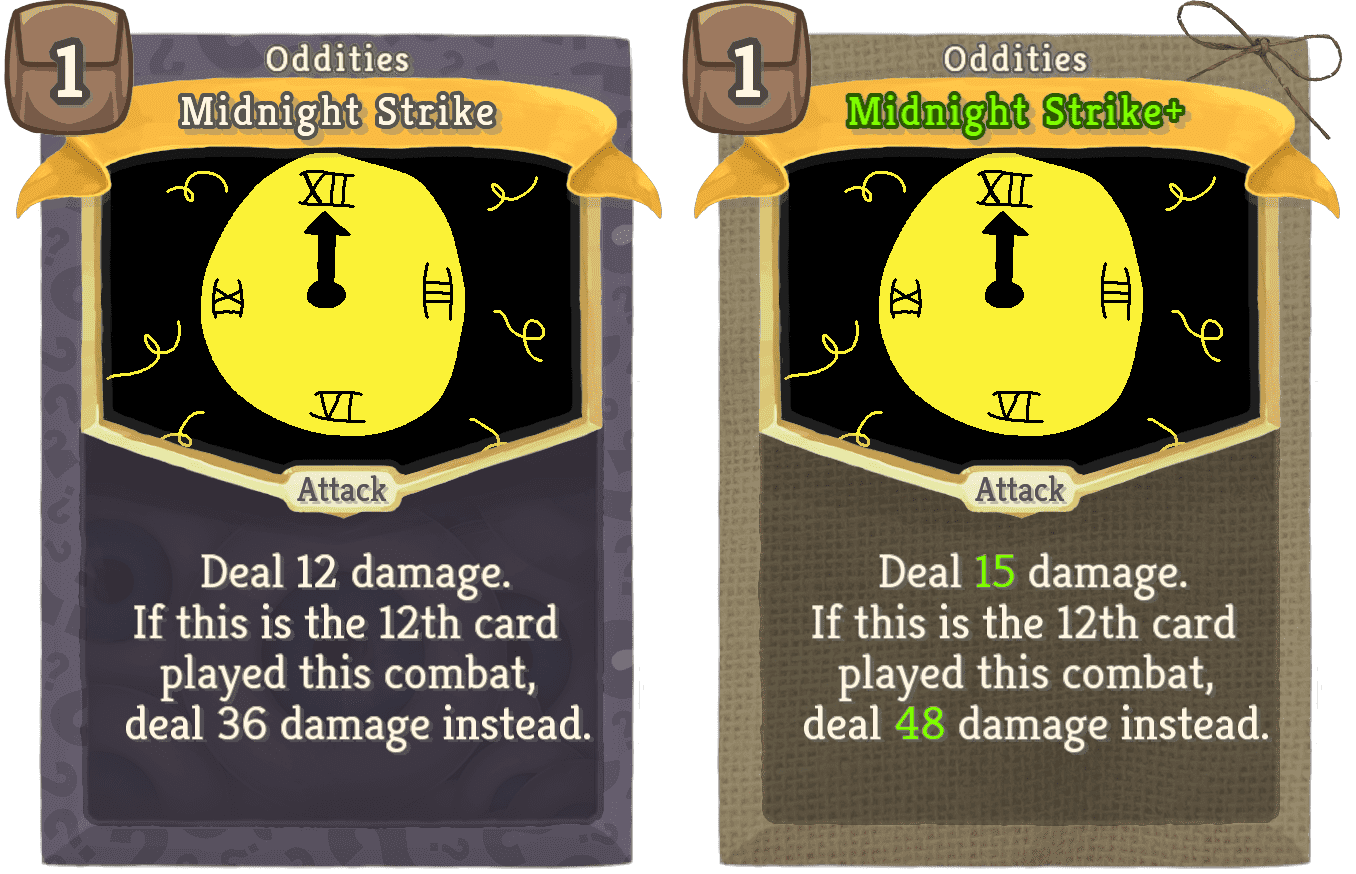 1
Oddities
Midnight Strike
XII
IX
III
VI
Attack
Deal 12 damage.
If this is the 12th card
played this combat,
deal 36 damage instead.
1
Oddities
Midnight Strike+
XII
IX
III
VI
Attack
Deal 15 damage.
If this is the 12th card
played this combat,
deal 48 damage instead.